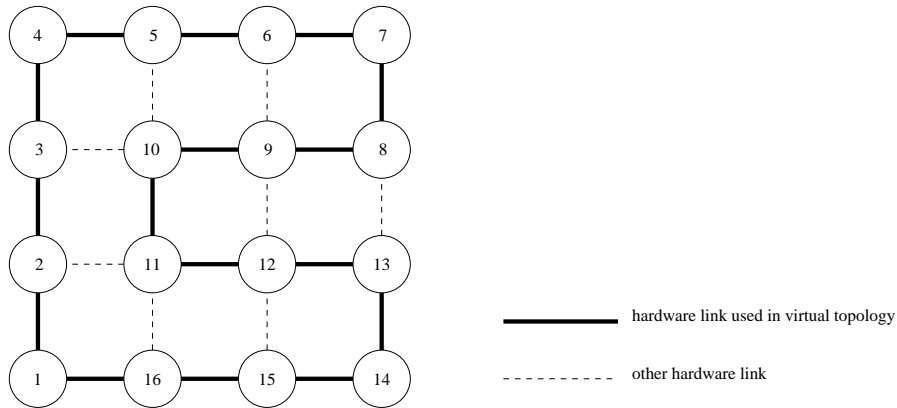 4 5 6 7
3 10 9 8
2 11 12 13
hardware link used in virtual topology
other hardware link
1 16 15 14